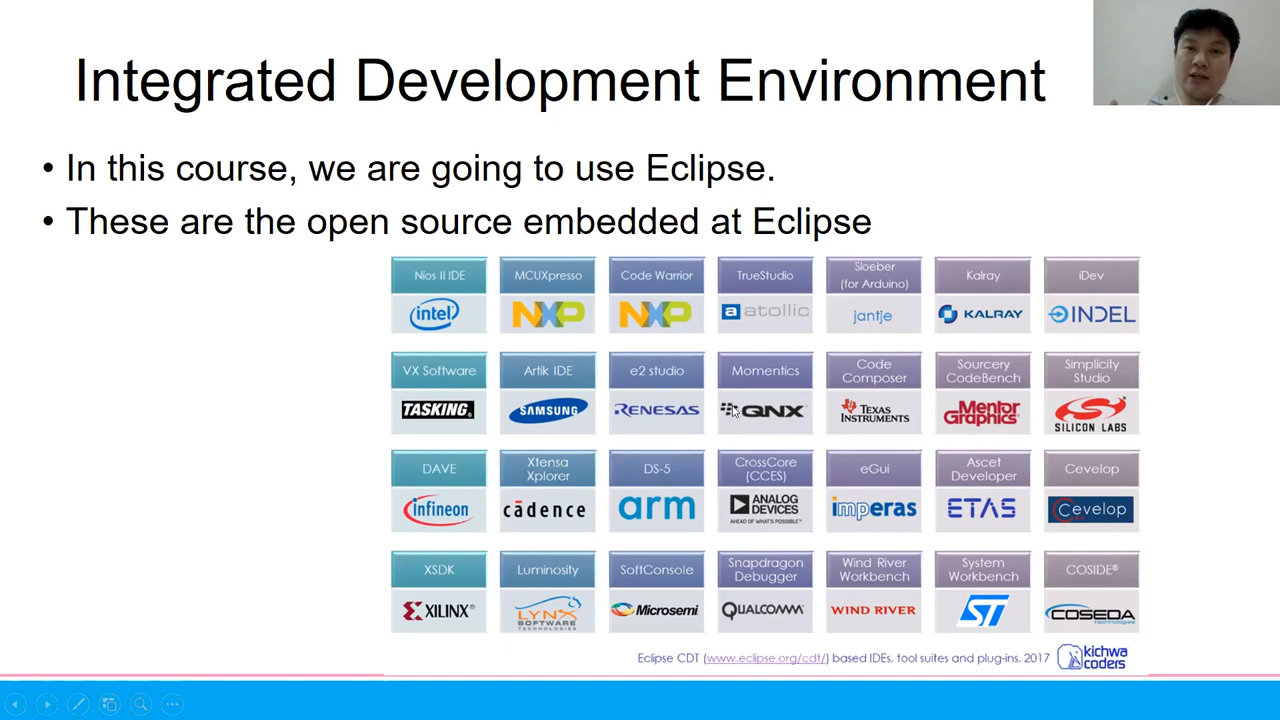 Integrated Development Environment
• In this course, we are going to use Eclipse.
• These are the open source embedded at Eclipse
Nios II IDE MCUXpresso Code Warrior TrueStudio Sloeber (for Arduino) Kalray iDev
intel NXP NXP a atollic jantje KALRAY INDEL
VX Software Artik IDE e2 studio Momentics Code Composer Sourcery CodeBench Simplicity Studio
TASKING SAMSUNG RENESAS QNX TEXAS INSTRUMENTS Mentor Graphics SILICON LABS
DAVE Xtensa Xplorer DS-5 CrossCore (CCES) eGui Ascet Developer Cevelop
infineon cādence arm ANALOG DEVICES AHEAD OF WHAT'S POSSIBLE™ imperas ETAS Cevelop
XSDK Luminosity SoftConsole Snapdragon Debugger Wind River Workbench System Workbench COSIDE®
XILINX® LYNX SOFTWARE TECHNOLOGIES Microsemi QUALCOMM WIND RIVER ST COSEDA technologies
Eclipse CDT (www.eclipse.org/cdt/) based IDEs, tool suites and plug-ins, 2017 kichwa coders